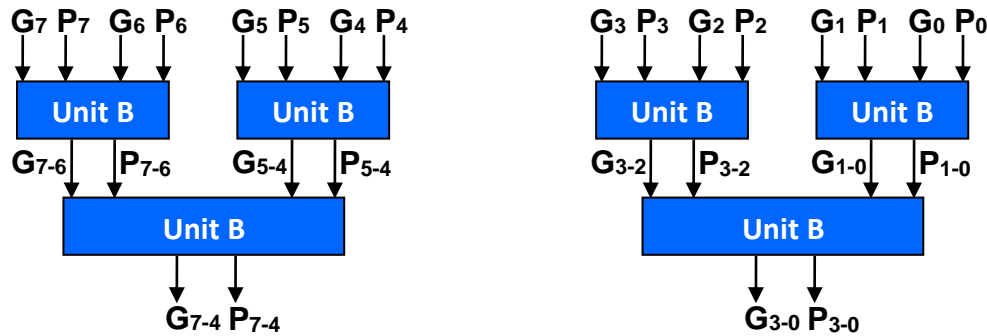 G7 P7 G6 P6 G5 P5 G4 P4 G3 P3 G2 P2 G1 P1 G0 P0
Unit B Unit B Unit B Unit B
G7-6 P7-6 G5-4 P5-4 G3-2 P3-2 G1-0 P1-0
Unit B Unit B
G7-4 P7-4 G3-0 P3-0